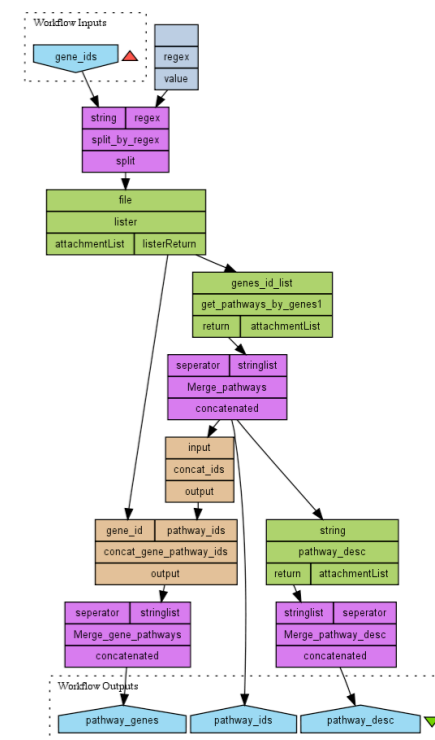 Workflow Inputs
gene_ids
regex
value
string regex
split_by_regex
split
file
lister
attachmentList listerReturn
genes_id_list
get_pathways_by_genes1
return attachmentList
seperator stringlist
Merge_pathways
concatenated
input
concat_ids
output
gene_id pathway_ids
concat_gene_pathway_ids
output
string
pathway_desc
return attachmentList
seperator stringlist
Merge_gene_pathways
concatenated
stringlist seperator
Merge_pathway_desc
concatenated
Workflow Outputs
pathway_genes pathway_ids pathway_desc